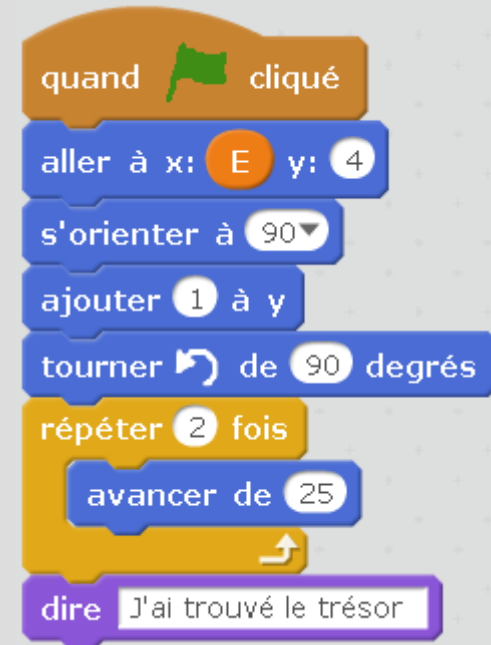 quand cliqué
aller à x: E y: 4
s'orienter à 90
ajouter 1 à y
tourner de 90 degrés
répéter 2 fois
avancer de 25
dire J'ai trouvé le trésor